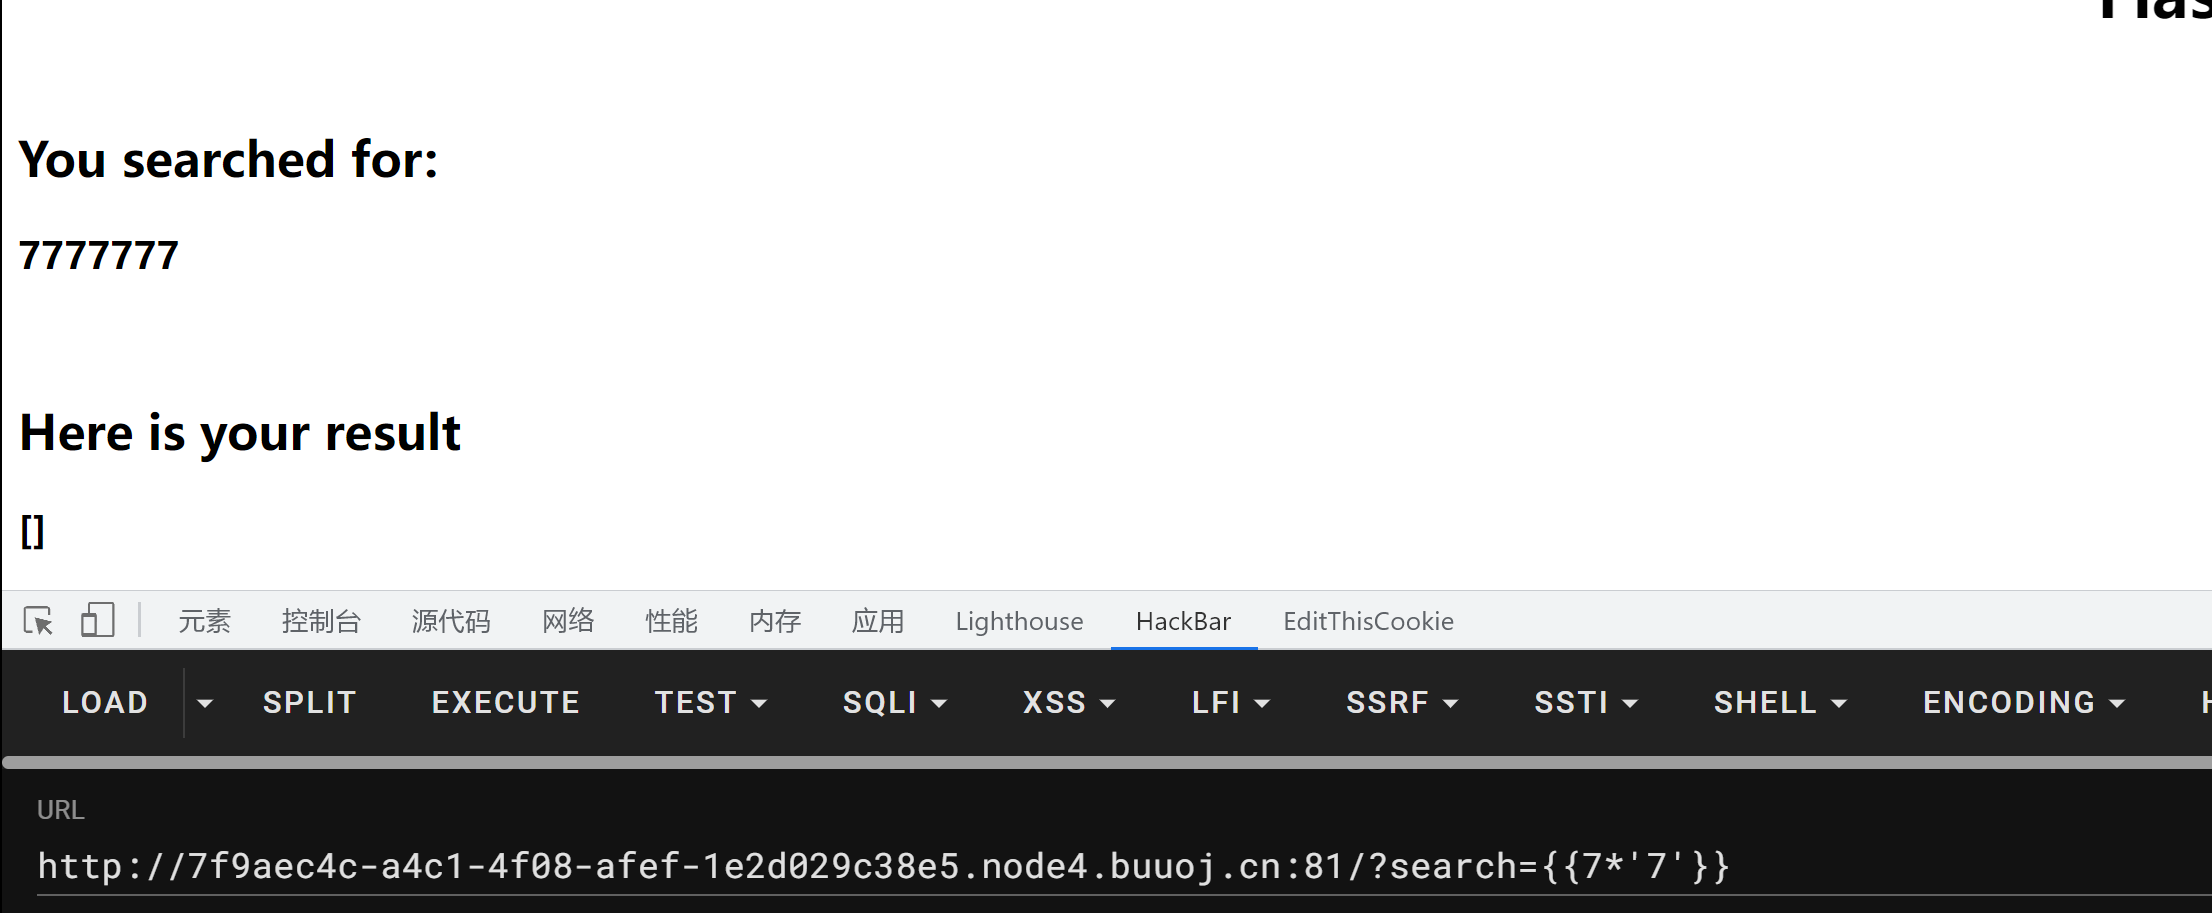 You searched for:
7777777
Here is your result
[]
元素 控制台 源代码 网络 性能 内存 应用 Lighthouse HackBar EditThisCookie
LOAD SPLIT EXECUTE TEST SQLI XSS LFI SSRF SSTI SHELL ENCODING
URL
http://7f9aec4c-a4c1-4f08-afef-1e2d029c38e5.node4.buuoj.cn:81/?search={{7*'7'}}